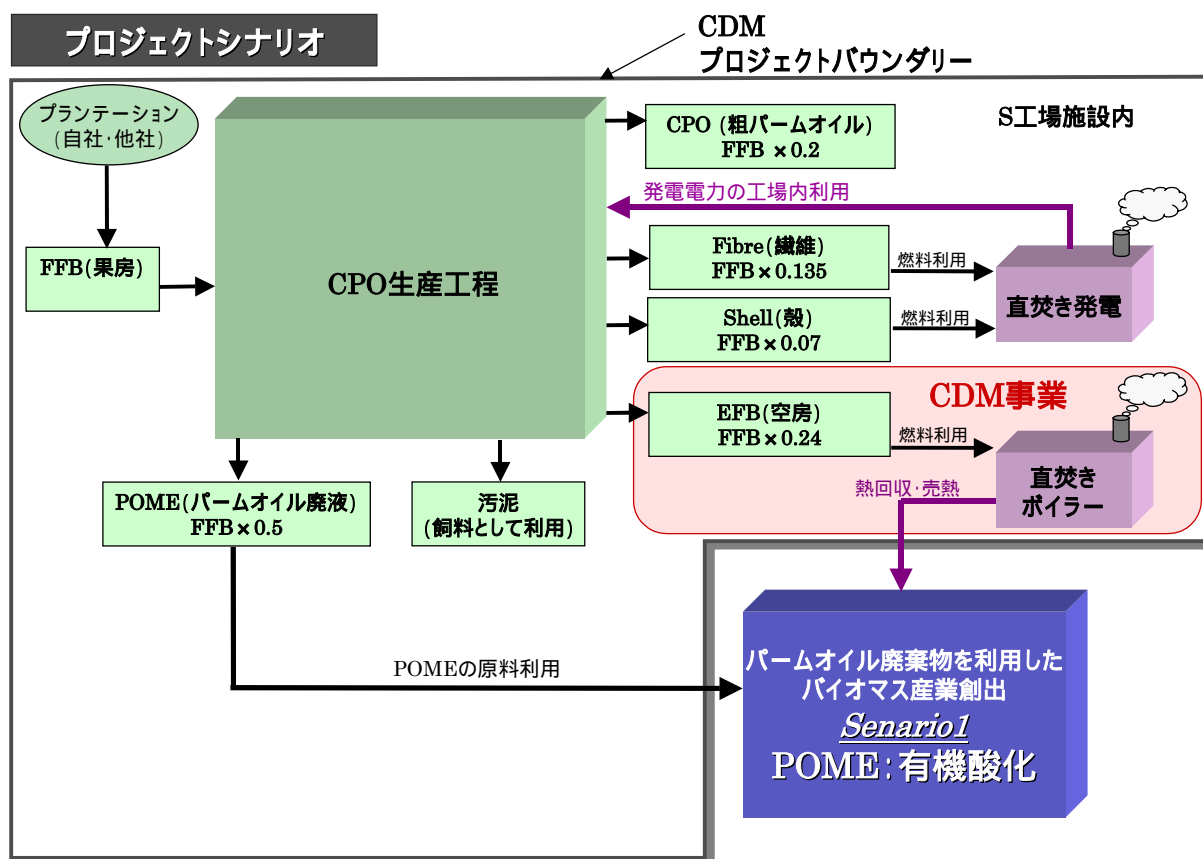 プロジェクトシナリオ
CDM
プロジェクトバウンダリー
プランテーション
(自社・他社)
S工場施設内
CPO (粗パームオイル)
FFB ×0.2
発電電力の工場内利用
FFB(果房)
CPO生産工程
Fibre(繊維)
FFB×0.135
燃料利用
直焚き発電
Shell(殻)
FFB×0.07
燃料利用
CDM事業
EFB(空房)
FFB×0.24
燃料利用
直焚き
ボイラー
熱回収・売熱
POME(パームオイル廃液)
FFB×0.5
汚泥
(飼料として利用)
POMEの原料利用
パームオイル廃棄物を利用した
バイオマス産業創出
Senario1
POME:有機酸化